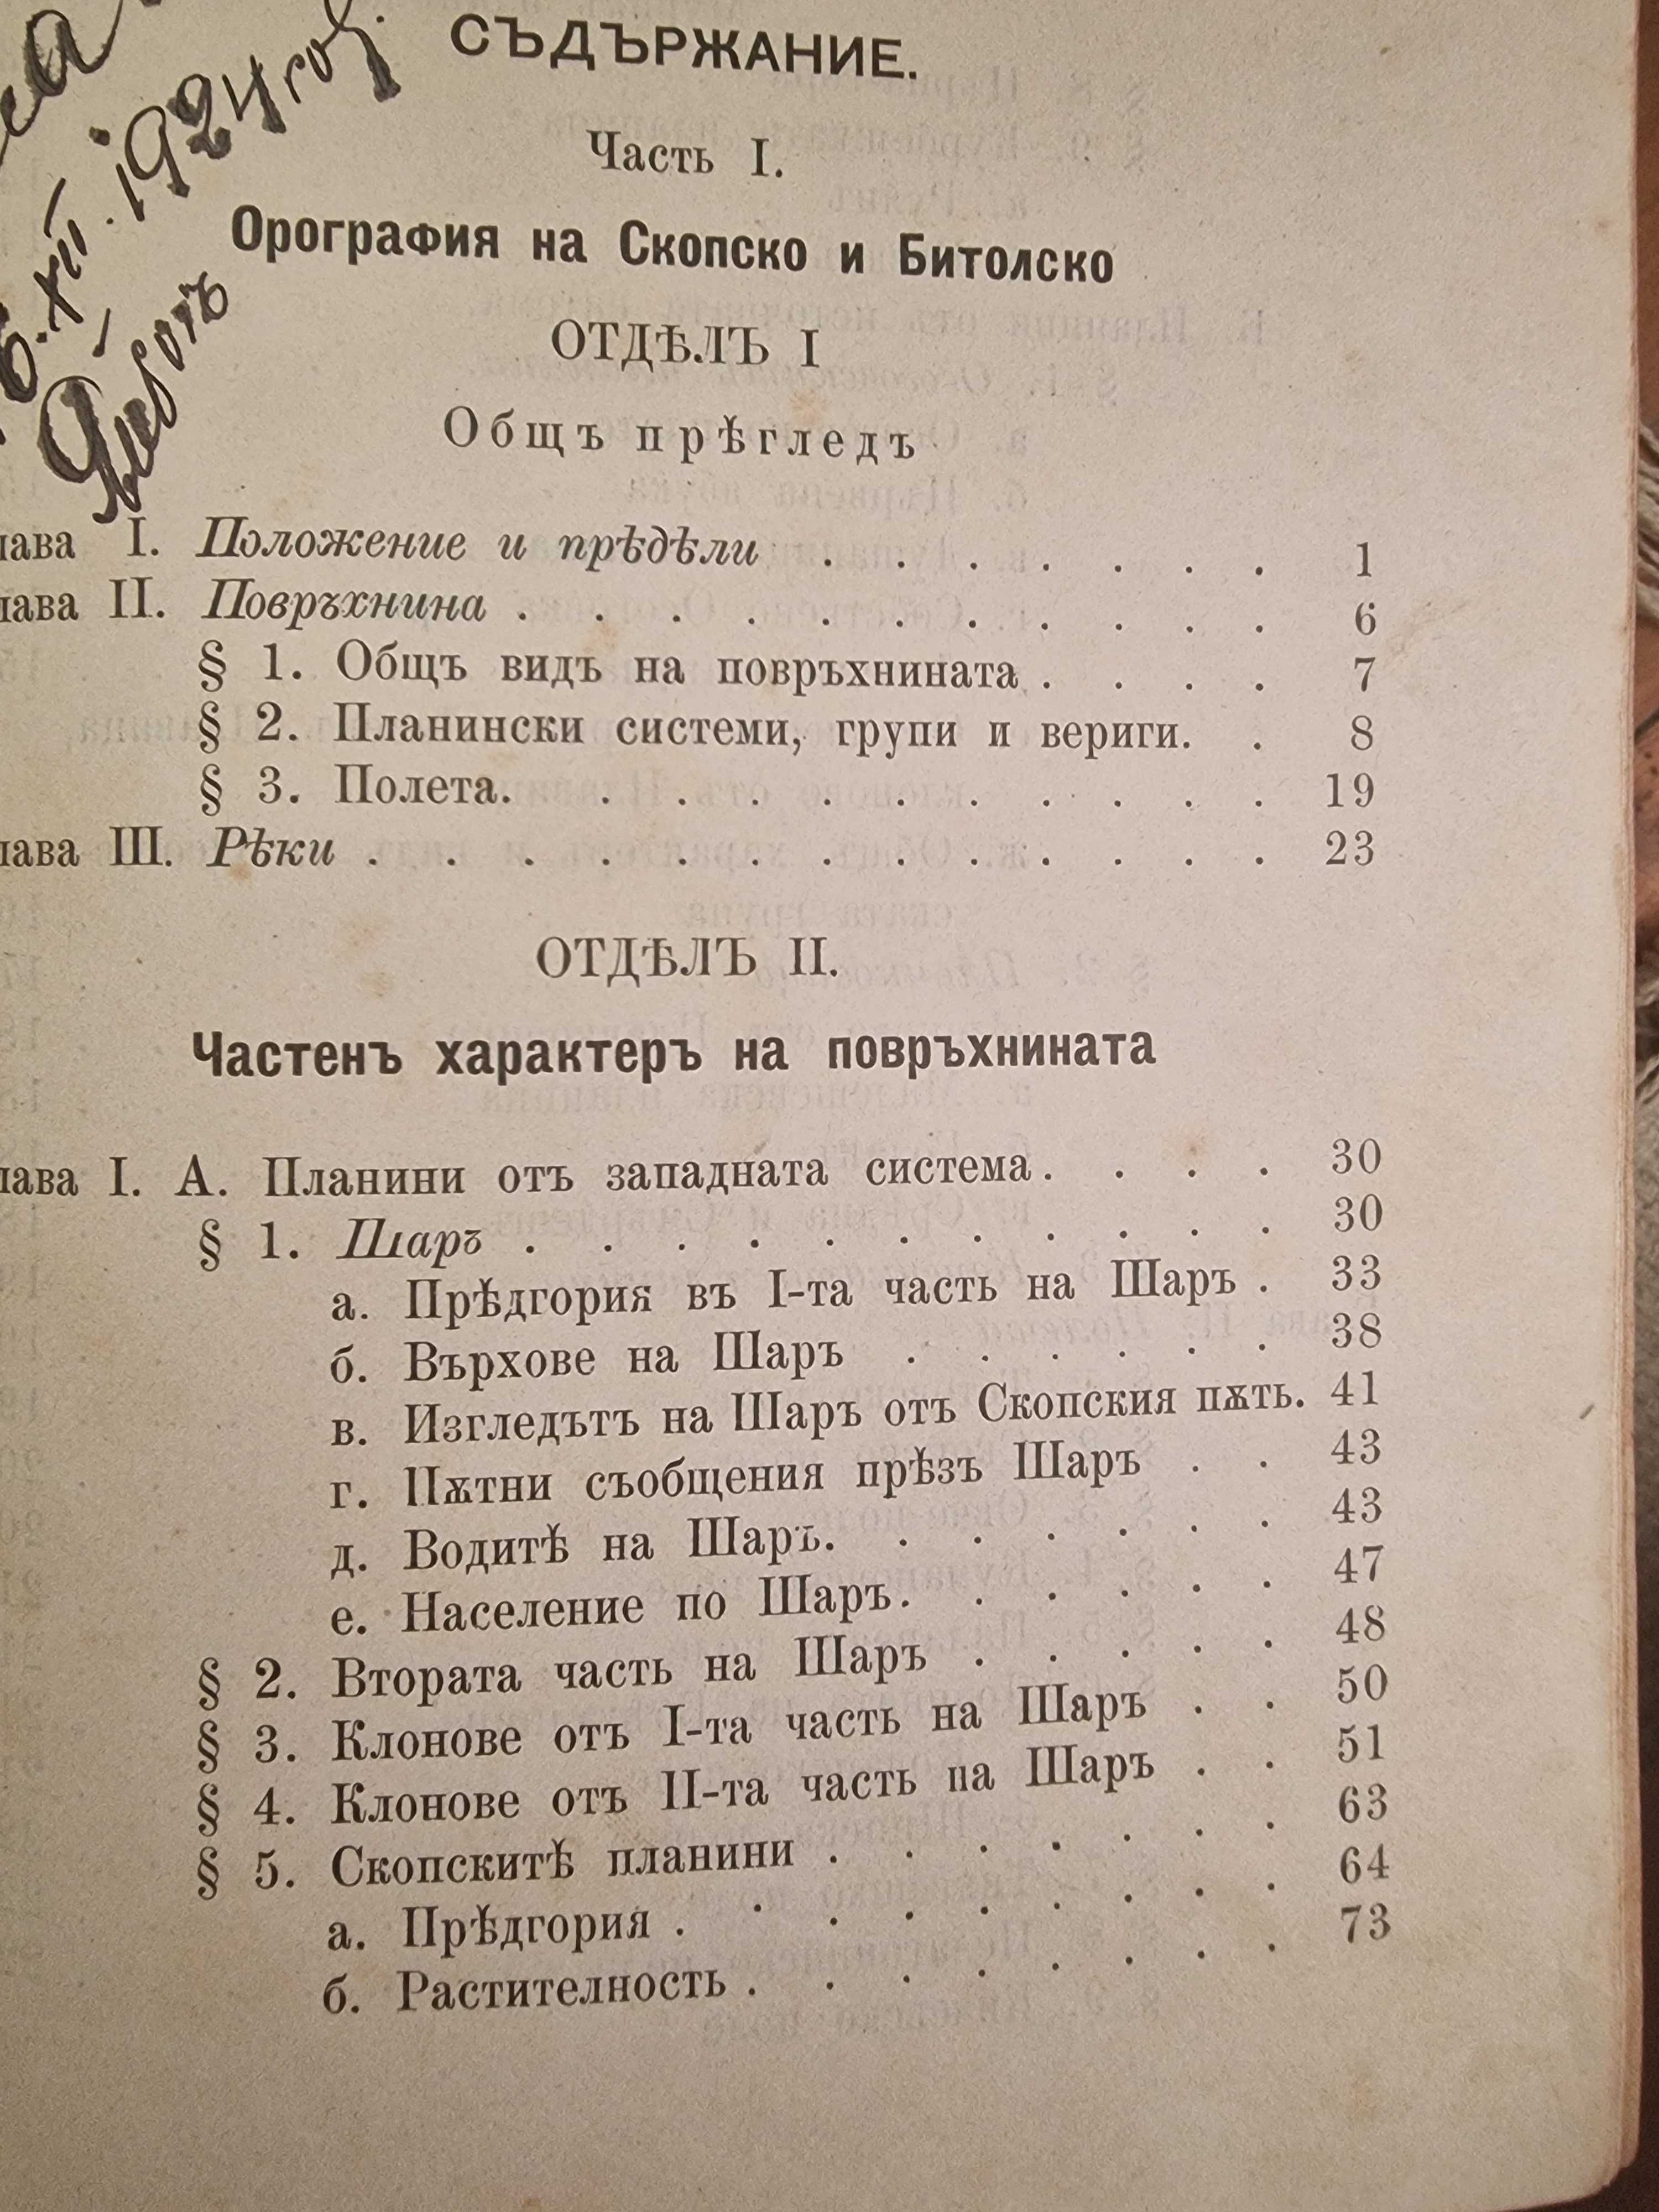 СЪДЪРЖАНИЕ.
1924 год.
XII.
Часть I.
Орография на Скопско и Битолско
ОТДѢЛЪ I
Общъ прѣгледъ
лава I. Положение и прѣдѣли . . . . . . . 1
лава II. Повръхнина . . . . . . . . . . . 6
§ 1. Общъ видъ на повръхнината . . . . 7
§ 2. Планински системи, групи и вериги. . 8
§ 3. Полета. . . . . . . . . . . 19
лава III. Рѣки . . . . . . . . . . . . . 23
ОТДѢЛЪ II.
Частенъ характеръ на повръхнината
лава I. А. Планини отъ западната система. . . . 30
§ 1. Шаръ . . . . . . . . . . . 30
а. Прѣдгория въ I-та часть на Шаръ . 33
б. Върхове на Шаръ . . . . . . 38
в. Изгледътъ на Шаръ отъ Скопския пѫть. 41
г. Пѫтни съобщения прѣзъ Шаръ . . 43
д. Водитѣ на Шаръ. . . . . . . 43
е. Население по Шаръ. . . . . . 47
§ 2. Втората часть на Шаръ . . . . . 48
§ 3. Клонове отъ I-та часть на Шаръ . . 50
§ 4. Клонове отъ II-та часть па Шаръ . . 51
§ 5. Скопскитѣ планини . . . . . . . 63
а. Прѣдгория . . . . . . . . . 64
б. Растителность . . . . . . . . 73